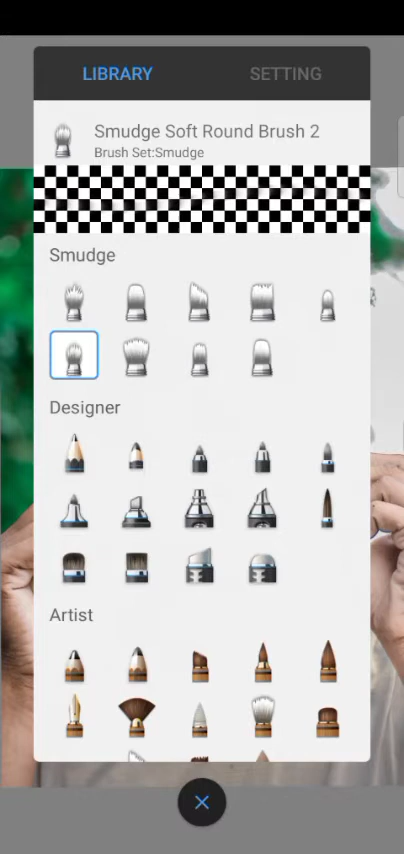 LIBRARY
SETTING
Smudge Soft Round Brush 2
Brush Set:Smudge
Smudge
Designer
Artist